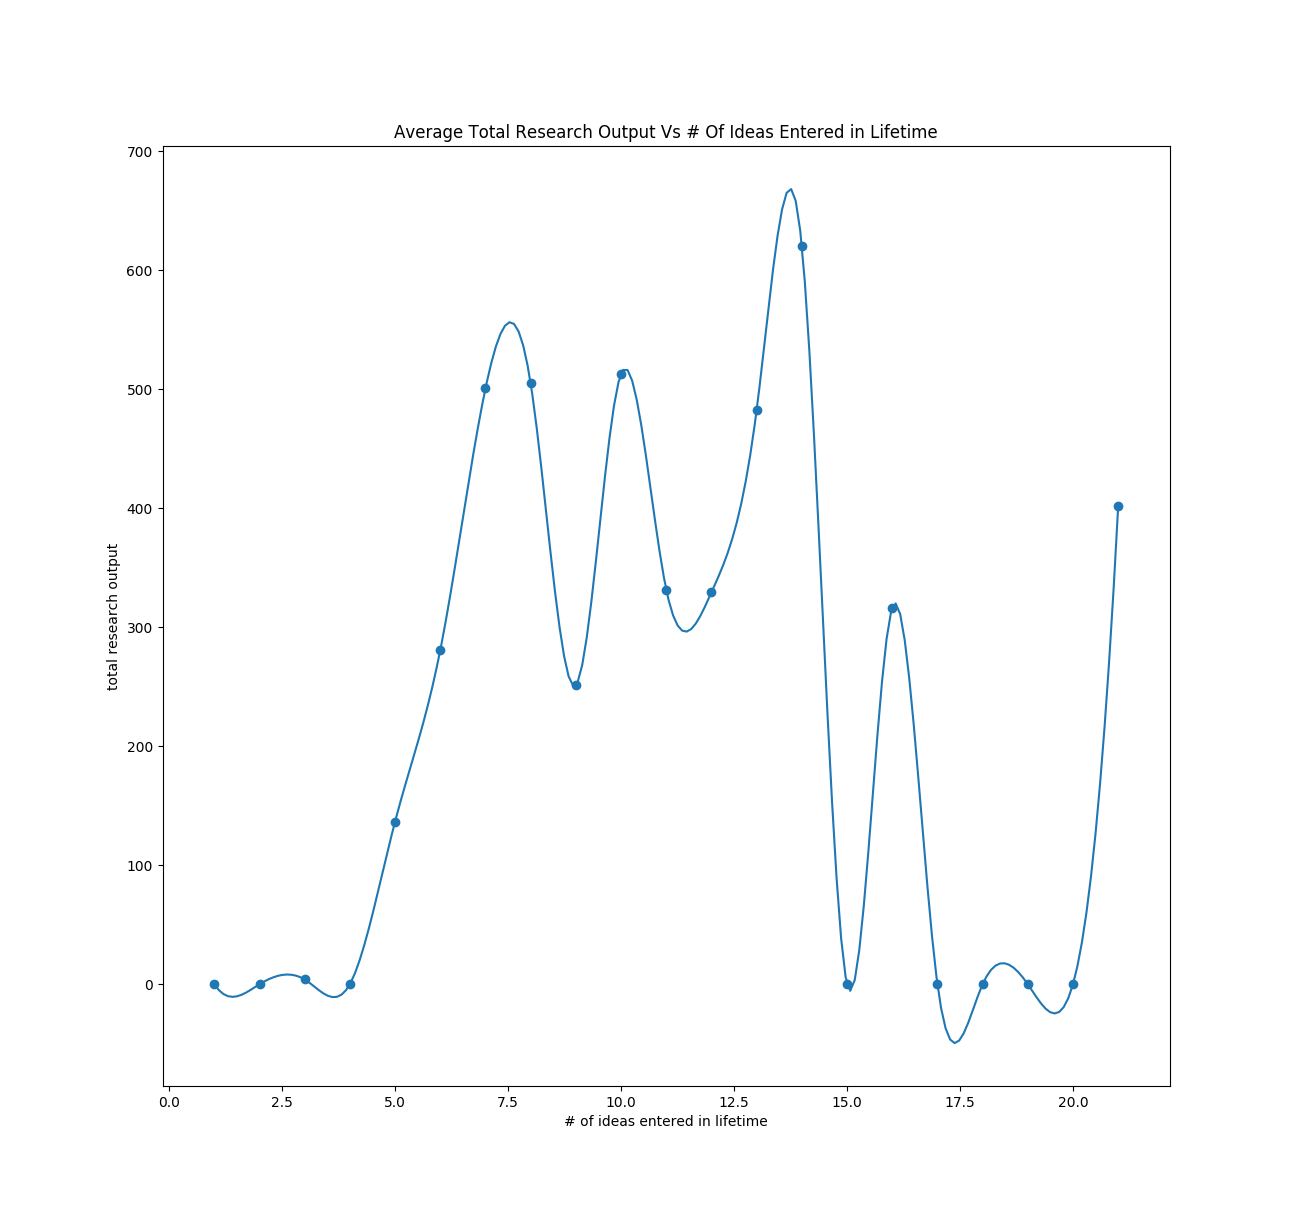 Average Total Research Output Vs # Of Ideas Entered in Lifetime
700
600
500
400
300
200
100
0
total research output
0.0 2.5 5.0 7.5 10.0 12.5 15.0 17.5 20.0
# of ideas entered in lifetime